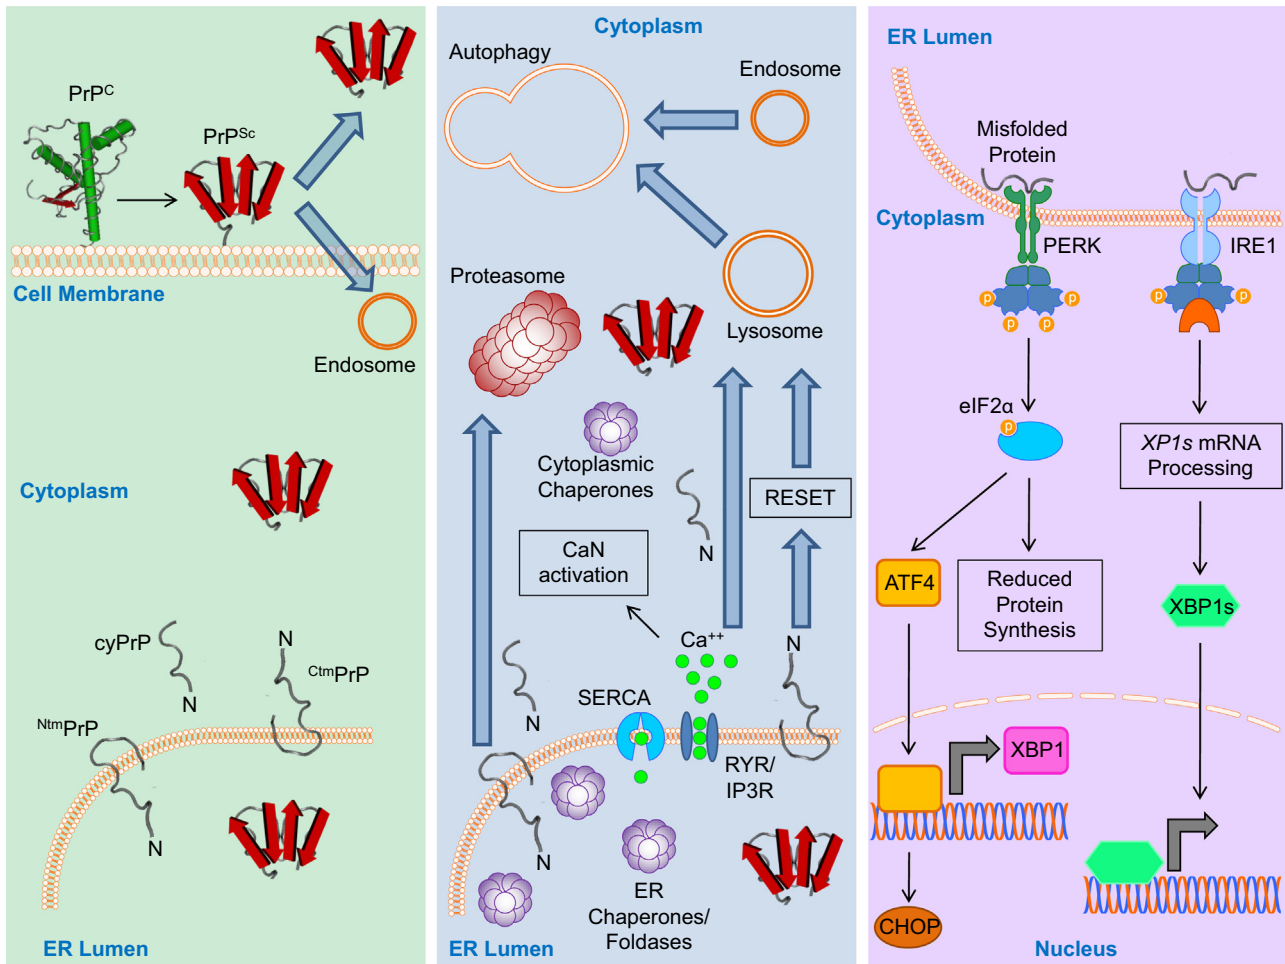 PrPC
PrPSc
Cell Membrane
Endosome
Cytoplasm
cyPrP
N
N
CtmPrP
NtmPrP
N
ER Lumen
Cytoplasm
Autophagy
Endosome
Proteasome
Lysosome
Cytoplasmic
Chaperones
N
RESET
CaN
activation
Ca++
N
N
SERCA
RYR/
IP3R
N
ER
Chaperones/
Foldases
ER Lumen
ER Lumen
Misfolded
Protein
Cytoplasm
PERK
IRE1
p
p
p
p
p
p
eIF2α
p
XP1s mRNA
Processing
ATF4
Reduced
Protein
Synthesis
XBP1s
XBP1
CHOP
Nucleus